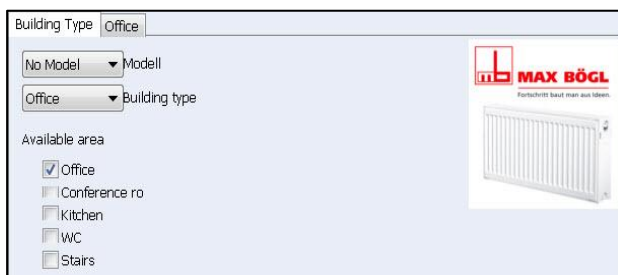 Building Type Office
No Model Modell
Office Building type
Available area
Office
Conference ro
Kitchen
WC
Stairs
mb MAX BÖGL
Fortschritt baut man aus Ideen.